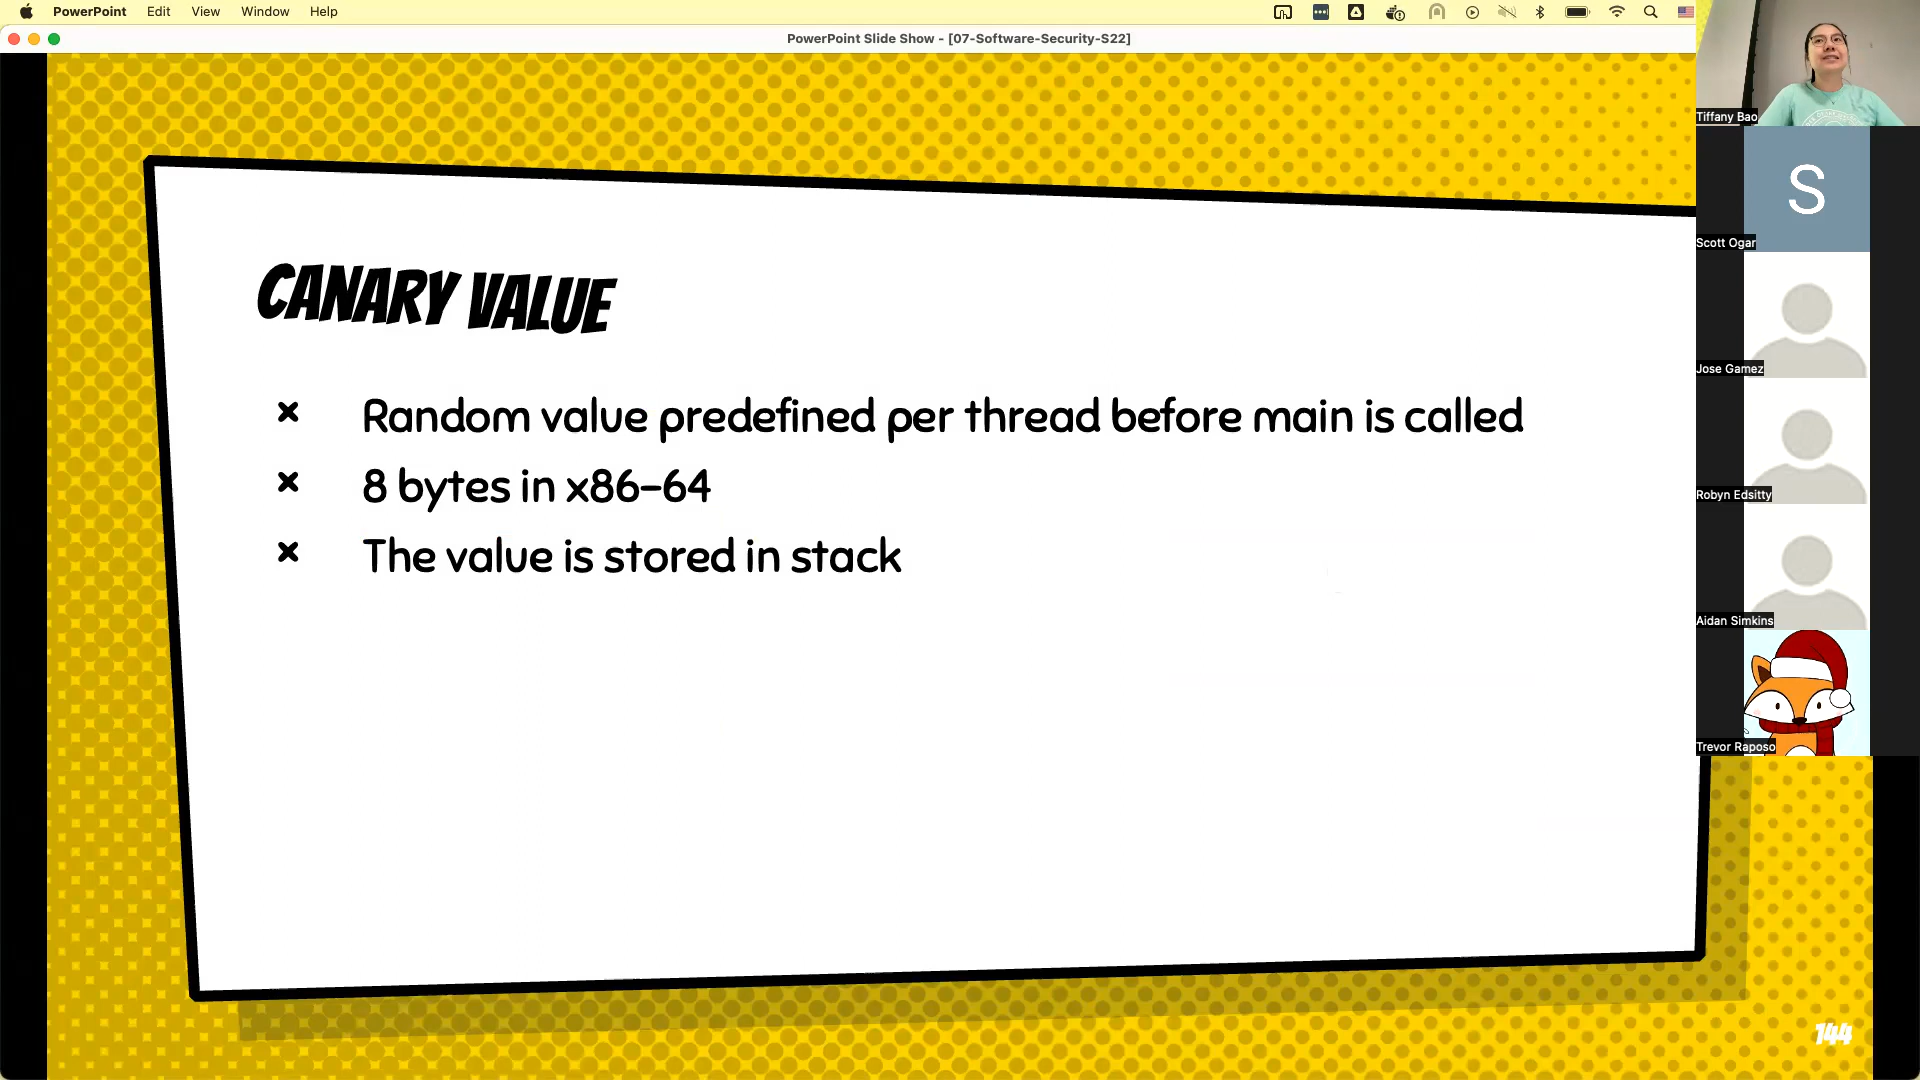 PowerPoint Edit View Window Help
PowerPoint Slide Show - [07-Software-Security-S22]
CANARY VALUE
× Random value predefined per thread before main is called
× 8 bytes in x86-64
× The value is stored in stack
144
Tiffany Bao
S
Scott Ogar
Jose Gamez
Robyn Edsitty
Aidan Simkins
Trevor Raposo